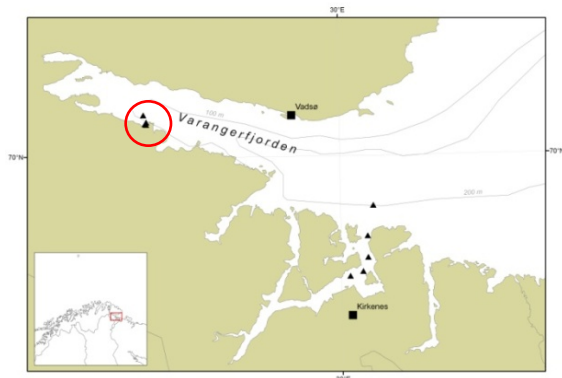 30°E
Vadsø
100 m
Varangerfjorden
70°N
70°N
200 m
Kirkenes